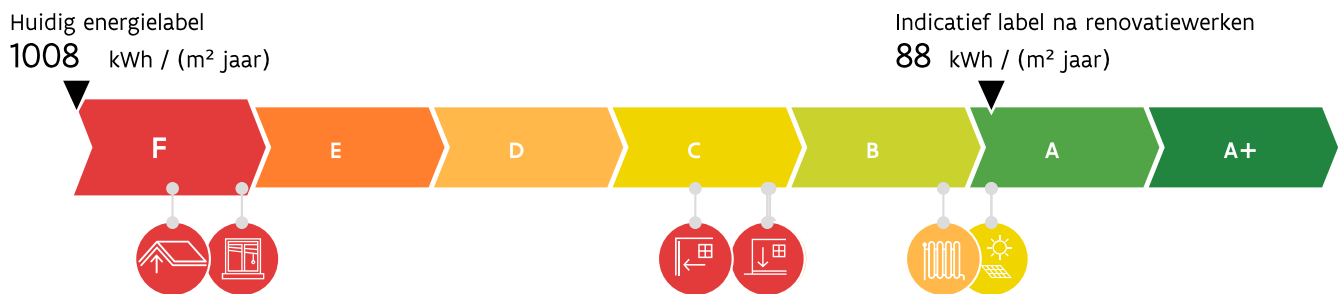 Huidig energielabel
1008 kWh / (m² jaar)
Indicatief label na renovatiewerken
88 kWh / (m² jaar)
F E D C B A A+